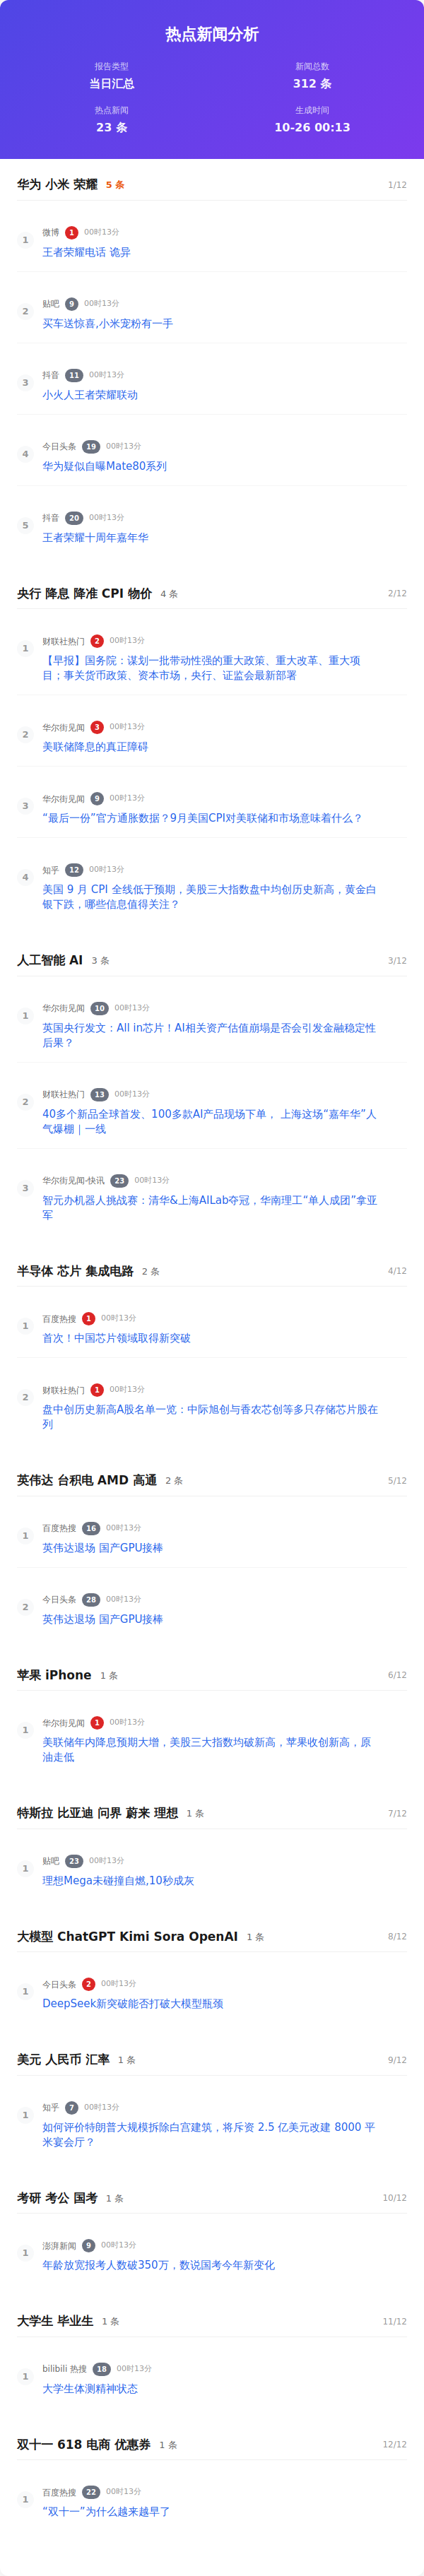 热点新闻分析
报告类型 新闻总数
当日汇总 312 条
热点新闻 生成时间
23 条 10-26 00:13
华为 小米 荣耀 5 条 1/12
1
微博 1 00时13分
王者荣耀电话 诡异
2
贴吧 9 00时13分
买车送惊喜,小米宠粉有一手
3
抖音 11 00时13分
小火人王者荣耀联动
4
今日头条 19 00时13分
华为疑似自曝Mate80系列
5
抖音 20 00时13分
王者荣耀十周年嘉年华
央行 降息 降准 CPI 物价 4 条 2/12
1
财联社热门 2 00时13分
【早报】国务院：谋划一批带动性强的重大政策、重大改革、重大项
目；事关货币政策、资本市场，央行、证监会最新部署
2
华尔街见闻 3 00时13分
美联储降息的真正障碍
3
华尔街见闻 9 00时13分
“最后一份”官方通胀数据？9月美国CPI对美联储和市场意味着什么？
4
知乎 12 00时13分
美国 9 月 CPI 全线低于预期，美股三大指数盘中均创历史新高，黄金白
银下跌，哪些信息值得关注？
人工智能 AI 3 条 3/12
1
华尔街见闻 10 00时13分
英国央行发文：All in芯片！AI相关资产估值崩塌是否会引发金融稳定性
后果？
2
财联社热门 13 00时13分
40多个新品全球首发、100多款AI产品现场下单， 上海这场“嘉年华”人
气爆棚｜一线
3
华尔街见闻-快讯 23 00时13分
智元办机器人挑战赛：清华&上海AILab夺冠，华南理工“单人成团”拿亚
军
半导体 芯片 集成电路 2 条 4/12
1
百度热搜 1 00时13分
首次！中国芯片领域取得新突破
2
财联社热门 1 00时13分
盘中创历史新高A股名单一览：中际旭创与香农芯创等多只存储芯片股在
列
英伟达 台积电 AMD 高通 2 条 5/12
1
百度热搜 16 00时13分
英伟达退场 国产GPU接棒
2
今日头条 28 00时13分
英伟达退场 国产GPU接棒
苹果 iPhone 1 条 6/12
1
华尔街见闻 1 00时13分
美联储年内降息预期大增，美股三大指数均破新高，苹果收创新高，原
油走低
特斯拉 比亚迪 问界 蔚来 理想 1 条 7/12
1
贴吧 23 00时13分
理想Mega未碰撞自燃,10秒成灰
大模型 ChatGPT Kimi Sora OpenAI 1 条 8/12
1
今日头条 2 00时13分
DeepSeek新突破能否打破大模型瓶颈
美元 人民币 汇率 1 条 9/12
1
知乎 7 00时13分
如何评价特朗普大规模拆除白宫建筑，将斥资 2.5 亿美元改建 8000 平
米宴会厅？
考研 考公 国考 1 条 10/12
1
澎湃新闻 9 00时13分
年龄放宽报考人数破350万，数说国考今年新变化
大学生 毕业生 1 条 11/12
1
bilibili 热搜 18 00时13分
大学生体测精神状态
双十一 618 电商 优惠券 1 条 12/12
1
百度热搜 22 00时13分
“双十一”为什么越来越早了